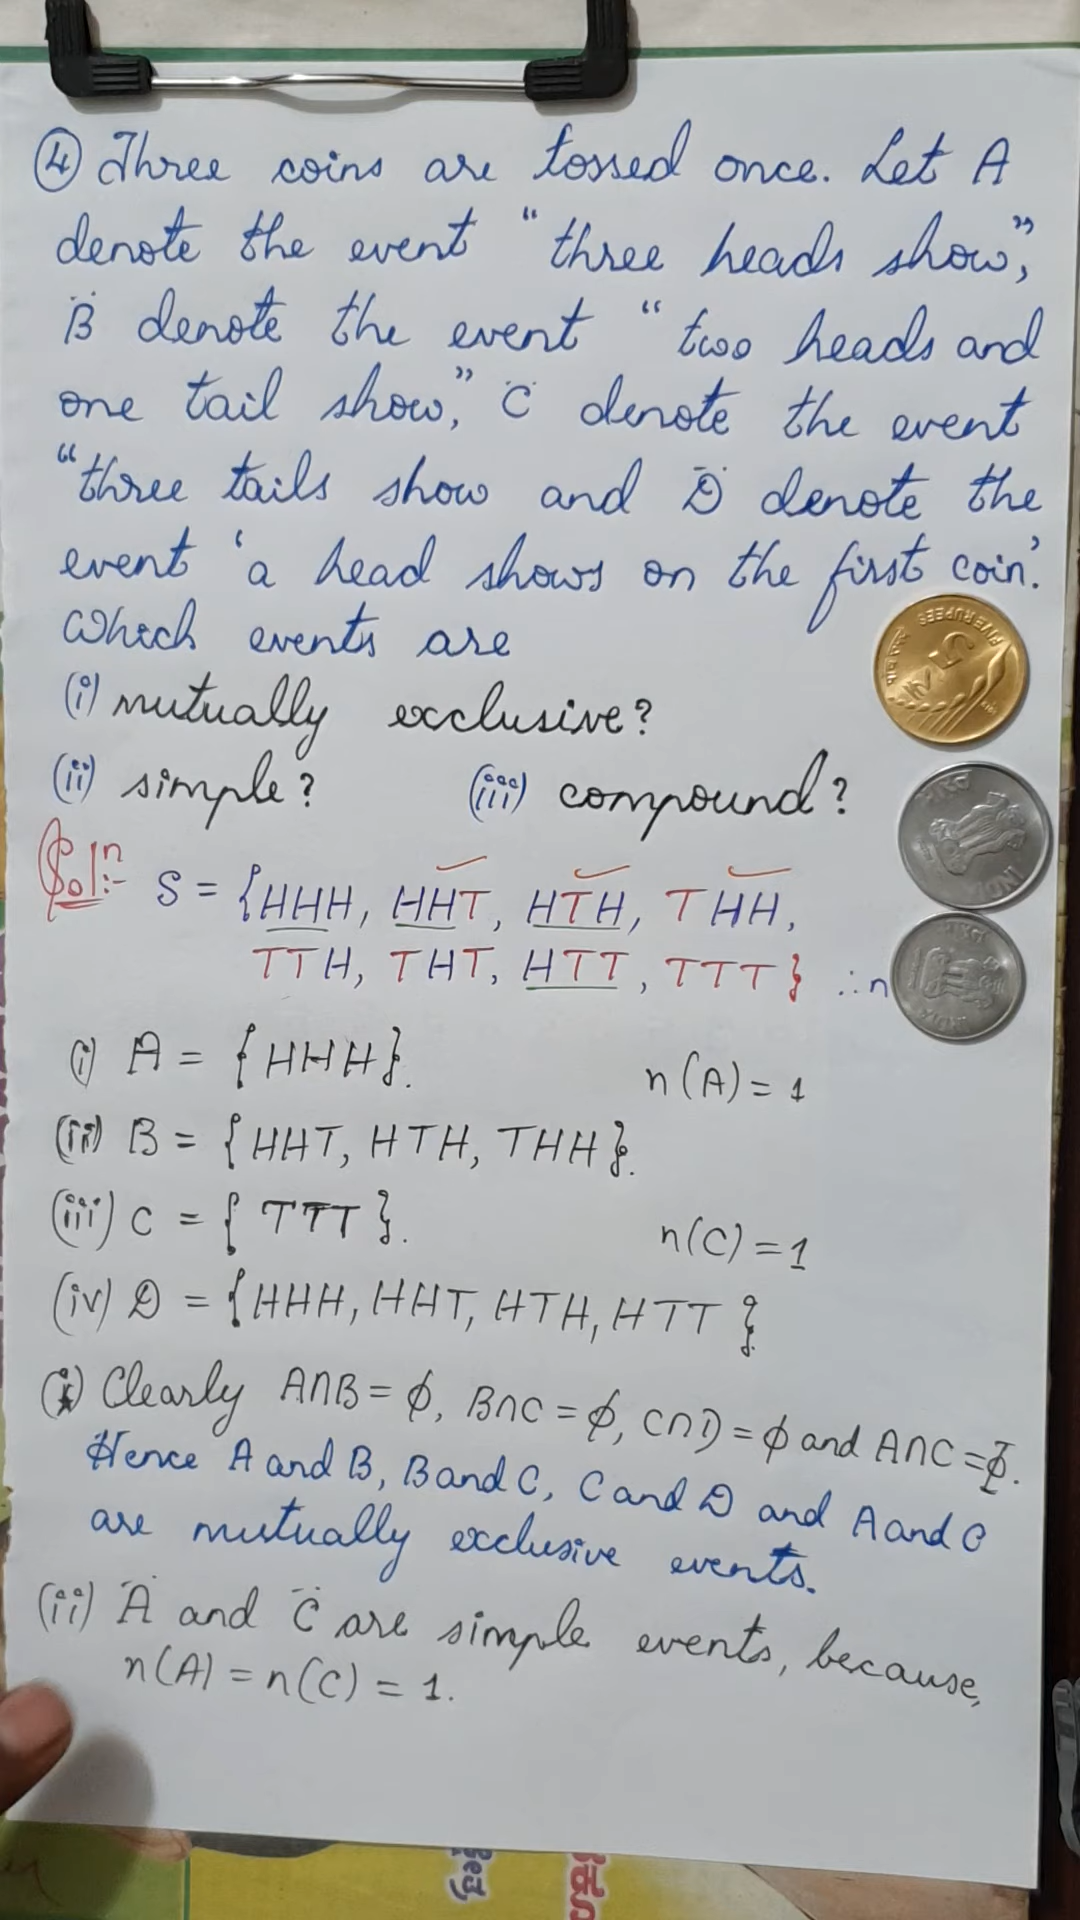 ④ Three coins are tossed once. Let A
denote the event "three heads show",
B denote the event "two heads and
one tail show", C denote the event
"three tails show and D denote the
event 'a head shows on the first coin'.
Which events are
(i) mutually exclusive?
(ii) simple? (iii) compound?
Solⁿ:- S = {HHH, HHT, HTH, THH,
TTH, THT, HTT, TTT} ∴ n
(i) A = {HHH}. n(A) = 1
(ii) B = {HHT, HTH, THH}.
(iii) C = {TTT}. n(C) = 1
(iv) D = {HHH, HHT, HTH, HTT}
(i) Clearly A∩B = ϕ, B∩C = ϕ, C∩D = ϕ and A∩C = ϕ.
Hence A and B, B and C, C and D and A and C
are mutually exclusive events.
(ii) A and C are simple events, because,
n(A) = n(C) = 1.
FIVE RUPEES
5